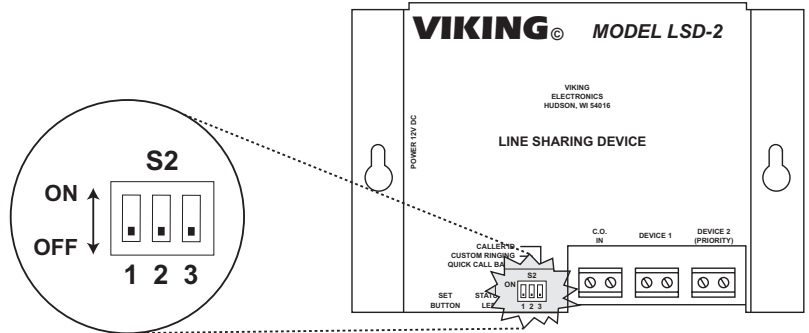 VIKING©
MODEL LSD-2
VIKING
ELECTRONICS
HUDSON, WI 54016
POWER 12V DC
LINE SHARING DEVICE
S2
ON
OFF
1 2 3
CALLER ID
CUSTOM RINGING
QUICK CALL BA
S2
ON
1 2 3
SET
BUTTON
STATU
LED
C.O.
IN
DEVICE 1
DEVICE 2
(PRIORITY)